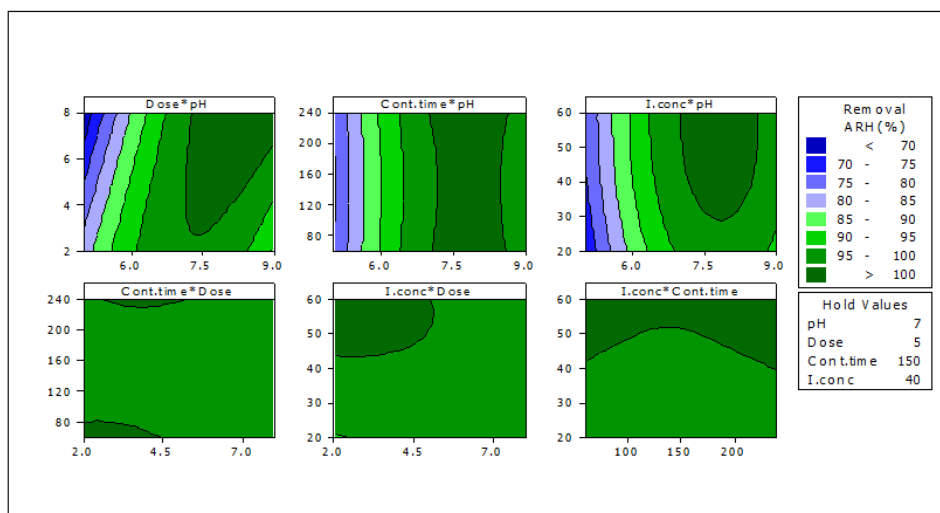 Dose*pH
8
6
4
2
6.0 7.5 9.0
Cont.time*pH
240
200
160
120
80
6.0 7.5 9.0
I.conc*pH
60
50
40
30
20
6.0 7.5 9.0
Cont.time*Dose
240
200
160
120
80
2.0 4.5 7.0
I.conc*Dose
60
50
40
30
20
2.0 4.5 7.0
I.conc*Cont.time
60
50
40
30
20
100 150 200
Removal
ARH(%)
< 70
70 - 75
75 - 80
80 - 85
85 - 90
90 - 95
95 - 100
> 100
Hold Values
pH 7
Dose 5
Cont.time 150
I.conc 40